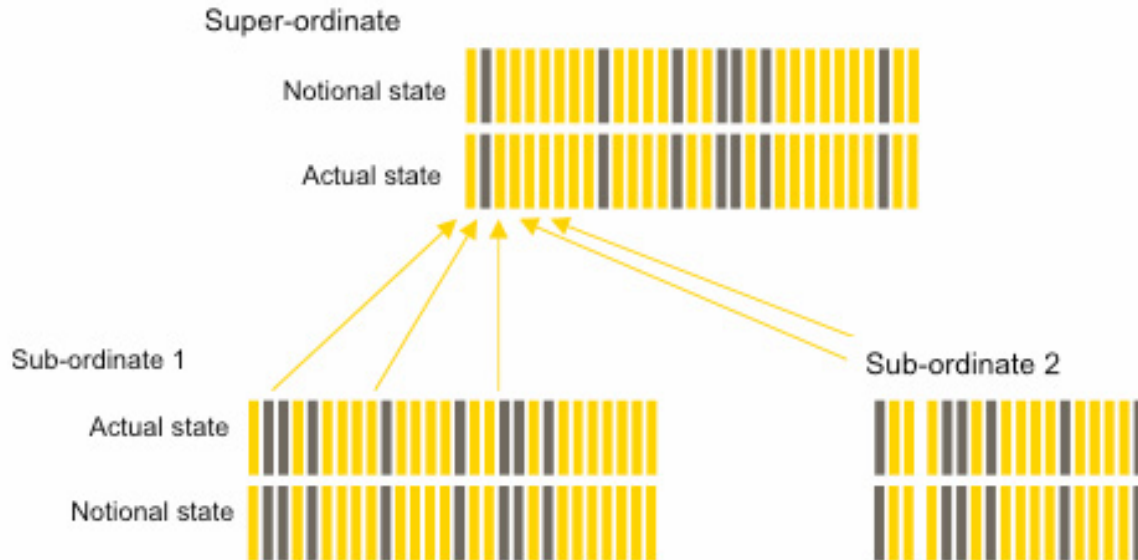 Super-ordinate
Notional state
Actual state
Sub-ordinate 1
Sub-ordinate 2
Actual state
Notional state